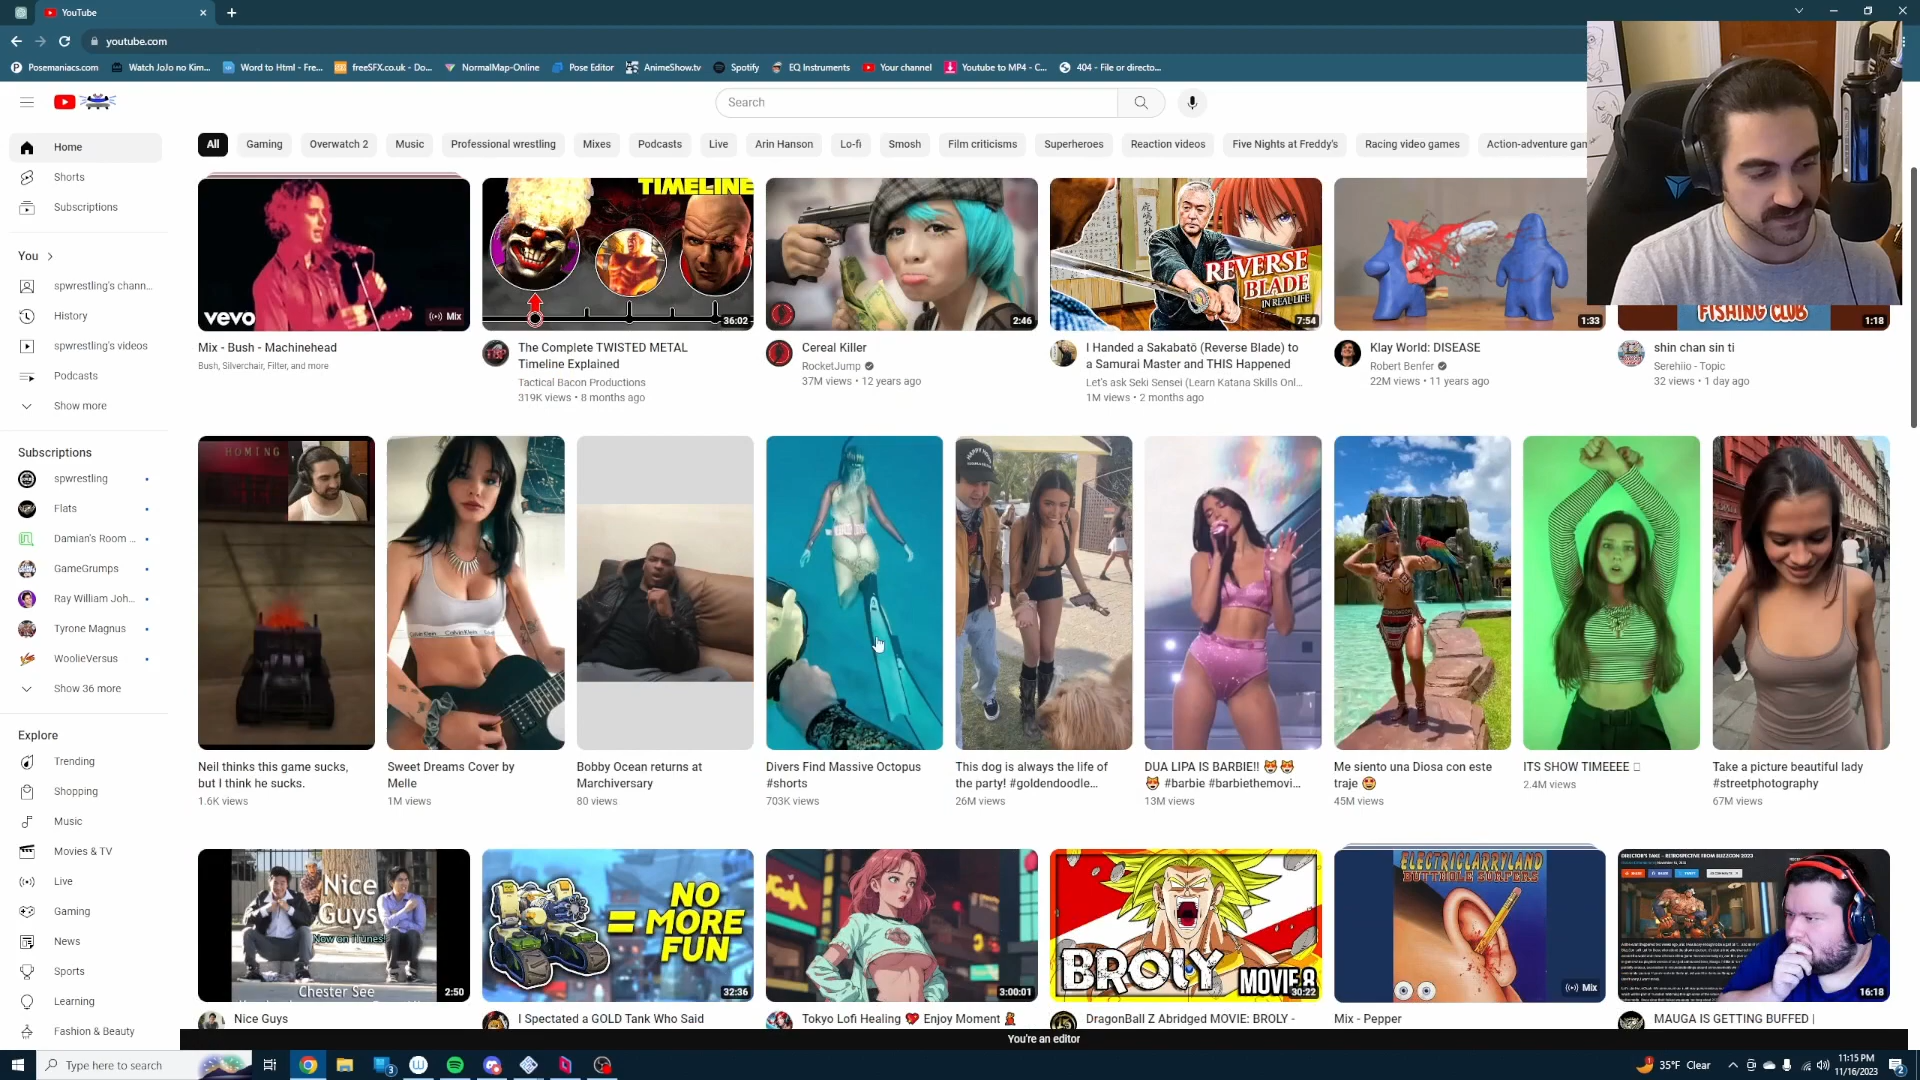 YouTube
youtube.com
Posemaniacs.com
Watch JoJo no Kim...
Word to Html - Fre...
freeSFX.co.uk - Do...
NormalMap-Online
Pose Editor
AnimeShow.tv
Spotify
EQ Instruments
Your channel
Youtube to MP4 - C...
404 - File or directo...
Search
Home
Shorts
Subscriptions
You
spwrestling's chann...
History
spwrestling's videos
Podcasts
Show more
Subscriptions
spwrestling
Flats
Damian's Room ...
GameGrumps
Ray William Joh...
Tyrone Magnus
WoolieVersus
Show 36 more
Explore
Trending
Shopping
Music
Movies & TV
Live
Gaming
News
Sports
Learning
Fashion & Beauty
All
Gaming
Overwatch 2
Music
Professional wrestling
Mixes
Podcasts
Live
Arin Hanson
Lo-fi
Smosh
Film criticisms
Superheroes
Reaction videos
Five Nights at Freddy's
Racing video games
Action-adventure gam
vevo
Mix
Mix - Bush - Machinehead
Bush, Silverchair, Filter, and more
TIMELINE
36:02
The Complete TWISTED METAL
Timeline Explained
Tactical Bacon Productions
319K views • 8 months ago
2:46
Cereal Killer
RocketJump
37M views • 12 years ago
REVERSE
BLADE
IN REAL LIFE
7:54
I Handed a Sakabatō (Reverse Blade) to
a Samurai Master and THIS Happened
Let's ask Seki Sensei (Learn Katana Skills Onl...
1M views • 2 months ago
1:33
Klay World: DISEASE
Robert Benfer
22M views • 11 years ago
FISHING CLUB
1:18
shin chan sin ti
Serehiio - Topic
32 views • 1 day ago
HOMING
Neil thinks this game sucks,
but I think he sucks.
1.6K views
Calvin Klein
Sweet Dreams Cover by
Melle
1M views
Bobby Ocean returns at
Marchiversary
80 views
Divers Find Massive Octopus
#shorts
703K views
This dog is always the life of
the party! #goldendoodle...
26M views
DUA LIPA IS BARBIE!! 😻 😻
😻 #barbie #barbiethemovi...
13M views
Me siento una Diosa con este
traje
45M views
ITS SHOW TIMEEEE
2.4M views
Take a picture beautiful lady
#streetphotography
67M views
Nice
Guys
Now on iTunes!
Chester See
2:50
Nice Guys
= NO
MORE
FUN
32:36
I Spectated a GOLD Tank Who Said
3:00:01
Tokyo Lofi Healing ❤️ Enjoy Moment
BROLY
MOVIE 8
30:22
DragonBall Z Abridged MOVIE: BROLY -
ELECTRICLARRYLAND
BUTTHOLE SURFERS
Mix
Mix - Pepper
DIRECTOR'S TAKE – RETROSPECTIVE FROM BLIZZCON 2023
16:18
MAUGA IS GETTING BUFFED |
You're an editor
Type here to search
3
35°F Clear
11:15 PM
11/16/2023
2